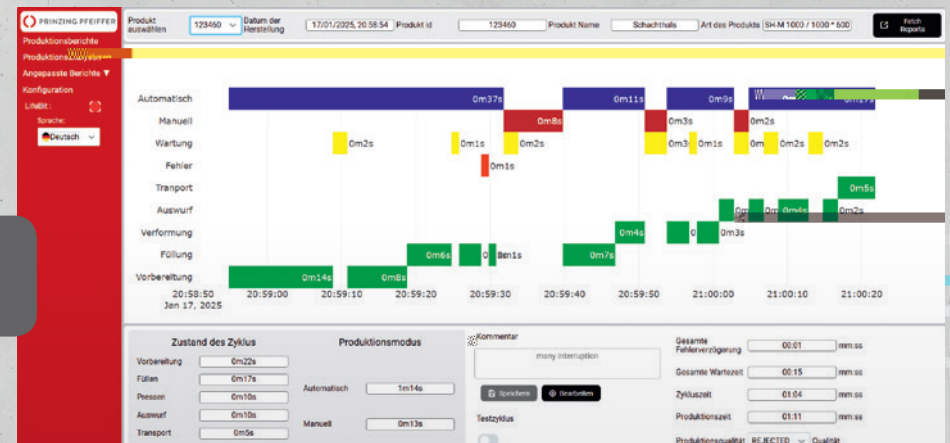 PRINZING PFEIFFER
Produktionsberichte
Angepasste Berichte ▼
Konfiguration
LifeBit:
Sprache:
Deutsch
Produkt auswählen
123460
Datum der Herstellung
17/01/2025, 20:58:54
Produkt id
123460
Produkt Name
Schachthals
Art des Produkts
SH-M 1000 / 1000 * 600
Fetch Reports
Automatisch
0m37s
0m11s
0m9s
Manuell
0m8s
0m3s
0m2s
Wartung
0m2s
0m1s
0m2s
0m3
0m1s
0m
0m2s
0m2s
Fehler
0m1s
Tranport
0m5s
Auswurf
0m4s
0m2s
Verformung
0m4s
0
0m3s
Füllung
0m6s
0
0m7s
Vorbereitung
0m14s
0m8s
20:58:50
20:59:00
20:59:10
20:59:20
20:59:30
20:59:40
20:59:50
21:00:00
21:00:10
21:00:20
Jan 17, 2025
Zustand des Zyklus
Vorbereitung
0m22s
Füllen
0m17s
Pressen
0m10s
Auswurf
0m10s
Transport
0m5s
Produktionsmodus
Automatisch
1m14s
Manuell
0m13s
Kommentar
many interruption
Speichern
Bearbeiten
Testzyklus
Gesamte Fehlerverzögerung
00:01
mm:ss
Gesamte Wartezeit
00:15
mm:ss
Zykluszeit
01:04
mm:ss
Produktionszeit
01:11
mm:ss
Produktionsqualität
REJECTED
Qualität